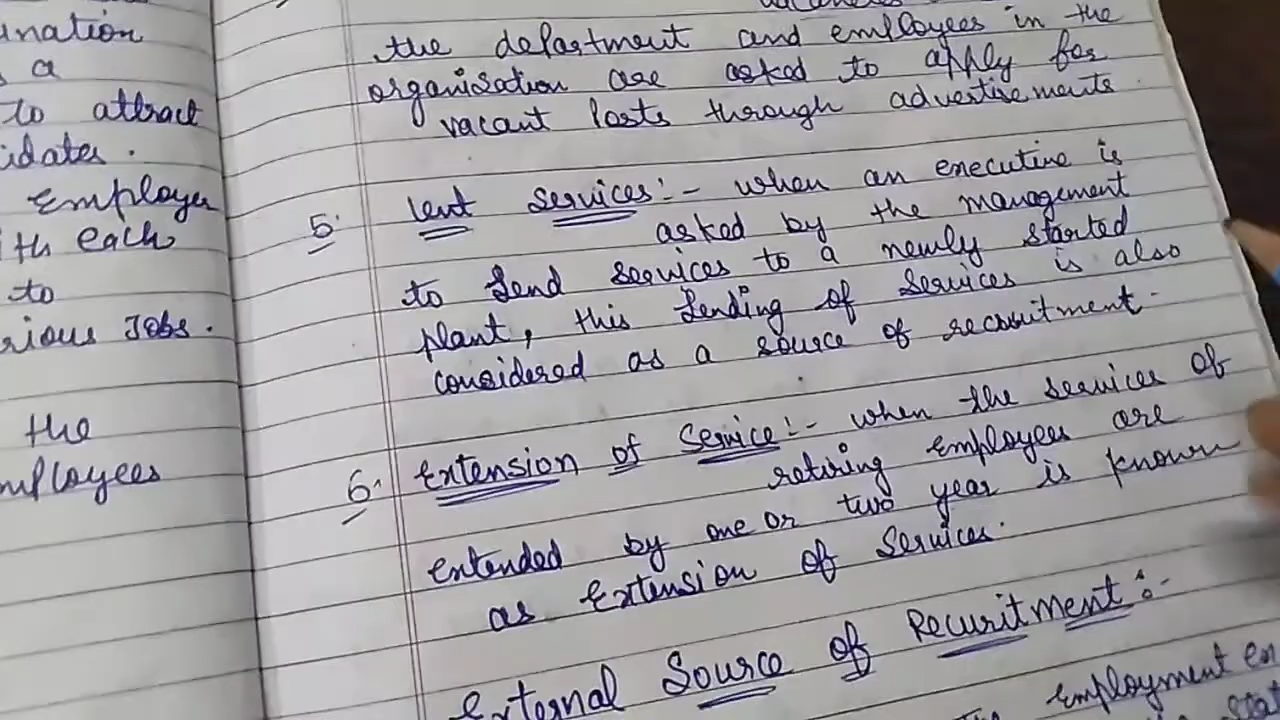 ination
a
to attract
idates.
Employer
ith each
to
rious Jobs.
the
mployees
the department and employees in the
organisation are asked to apply for
vacant Posts through advertisements.
5. Lent Services :- when an executive is
asked by the management
to lend services to a newly started
plant, this lending of services is also
considered as a source of recruitment.
6. Extension of Service :- when the services of
retiring employees are
extended by one or two year is known
as Extension of Services.
External Source of Recuritment :-
employment en